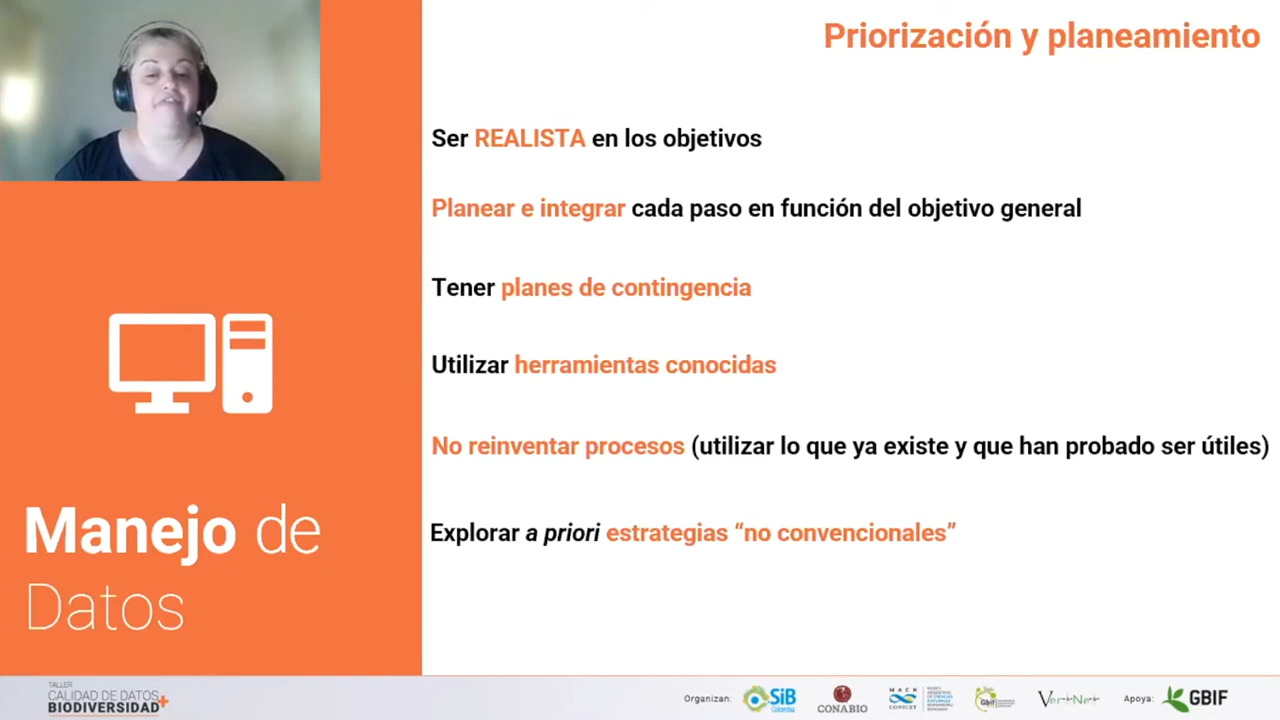 Priorización y planeamiento
Ser REALISTA en los objetivos
Planear e integrar cada paso en función del objetivo general
Tener planes de contingencia
Utilizar herramientas conocidas
No reinventar procesos (utilizar lo que ya existe y que han probado ser útiles)
Explorar a priori estrategias “no convencionales”
Manejo de
Datos
TALLER
CALIDAD DE DATOS
BIODIVERSIDAD+
Organizan:
SiB
Colombia
CONABIO
MACN
CONICET
Gbif
VertNet
Apoya:
GBIF